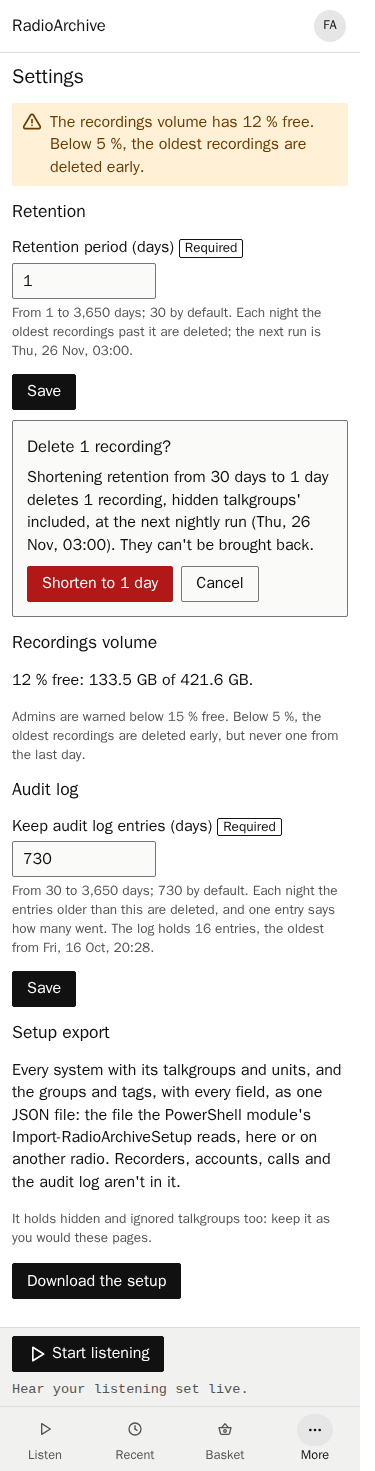 RadioArchive
FA
Settings
The recordings volume has 12 % free.
Below 5 %, the oldest recordings are
deleted early.
Retention
Retention period (days) Required
1
From 1 to 3,650 days; 30 by default. Each night the
oldest recordings past it are deleted; the next run is
Thu, 26 Nov, 03:00.
Save
Delete 1 recording?
Shortening retention from 30 days to 1 day
deletes 1 recording, hidden talkgroups'
included, at the next nightly run (Thu, 26
Nov, 03:00). They can't be brought back.
Shorten to 1 day Cancel
Recordings volume
12 % free: 133.5 GB of 421.6 GB.
Admins are warned below 15 % free. Below 5 %, the
oldest recordings are deleted early, but never one from
the last day.
Audit log
Keep audit log entries (days) Required
730
From 30 to 3,650 days; 730 by default. Each night the
entries older than this are deleted, and one entry says
how many went. The log holds 16 entries, the oldest
from Fri, 16 Oct, 20:28.
Save
Setup export
Every system with its talkgroups and units, and
the groups and tags, with every field, as one
JSON file: the file the PowerShell module's
Import-RadioArchiveSetup reads, here or on
another radio. Recorders, accounts, calls and
the audit log aren't in it.
It holds hidden and ignored talkgroups too: keep it as
you would these pages.
Download the setup
Start listening
Hear your listening set live.
Listen Recent Basket More